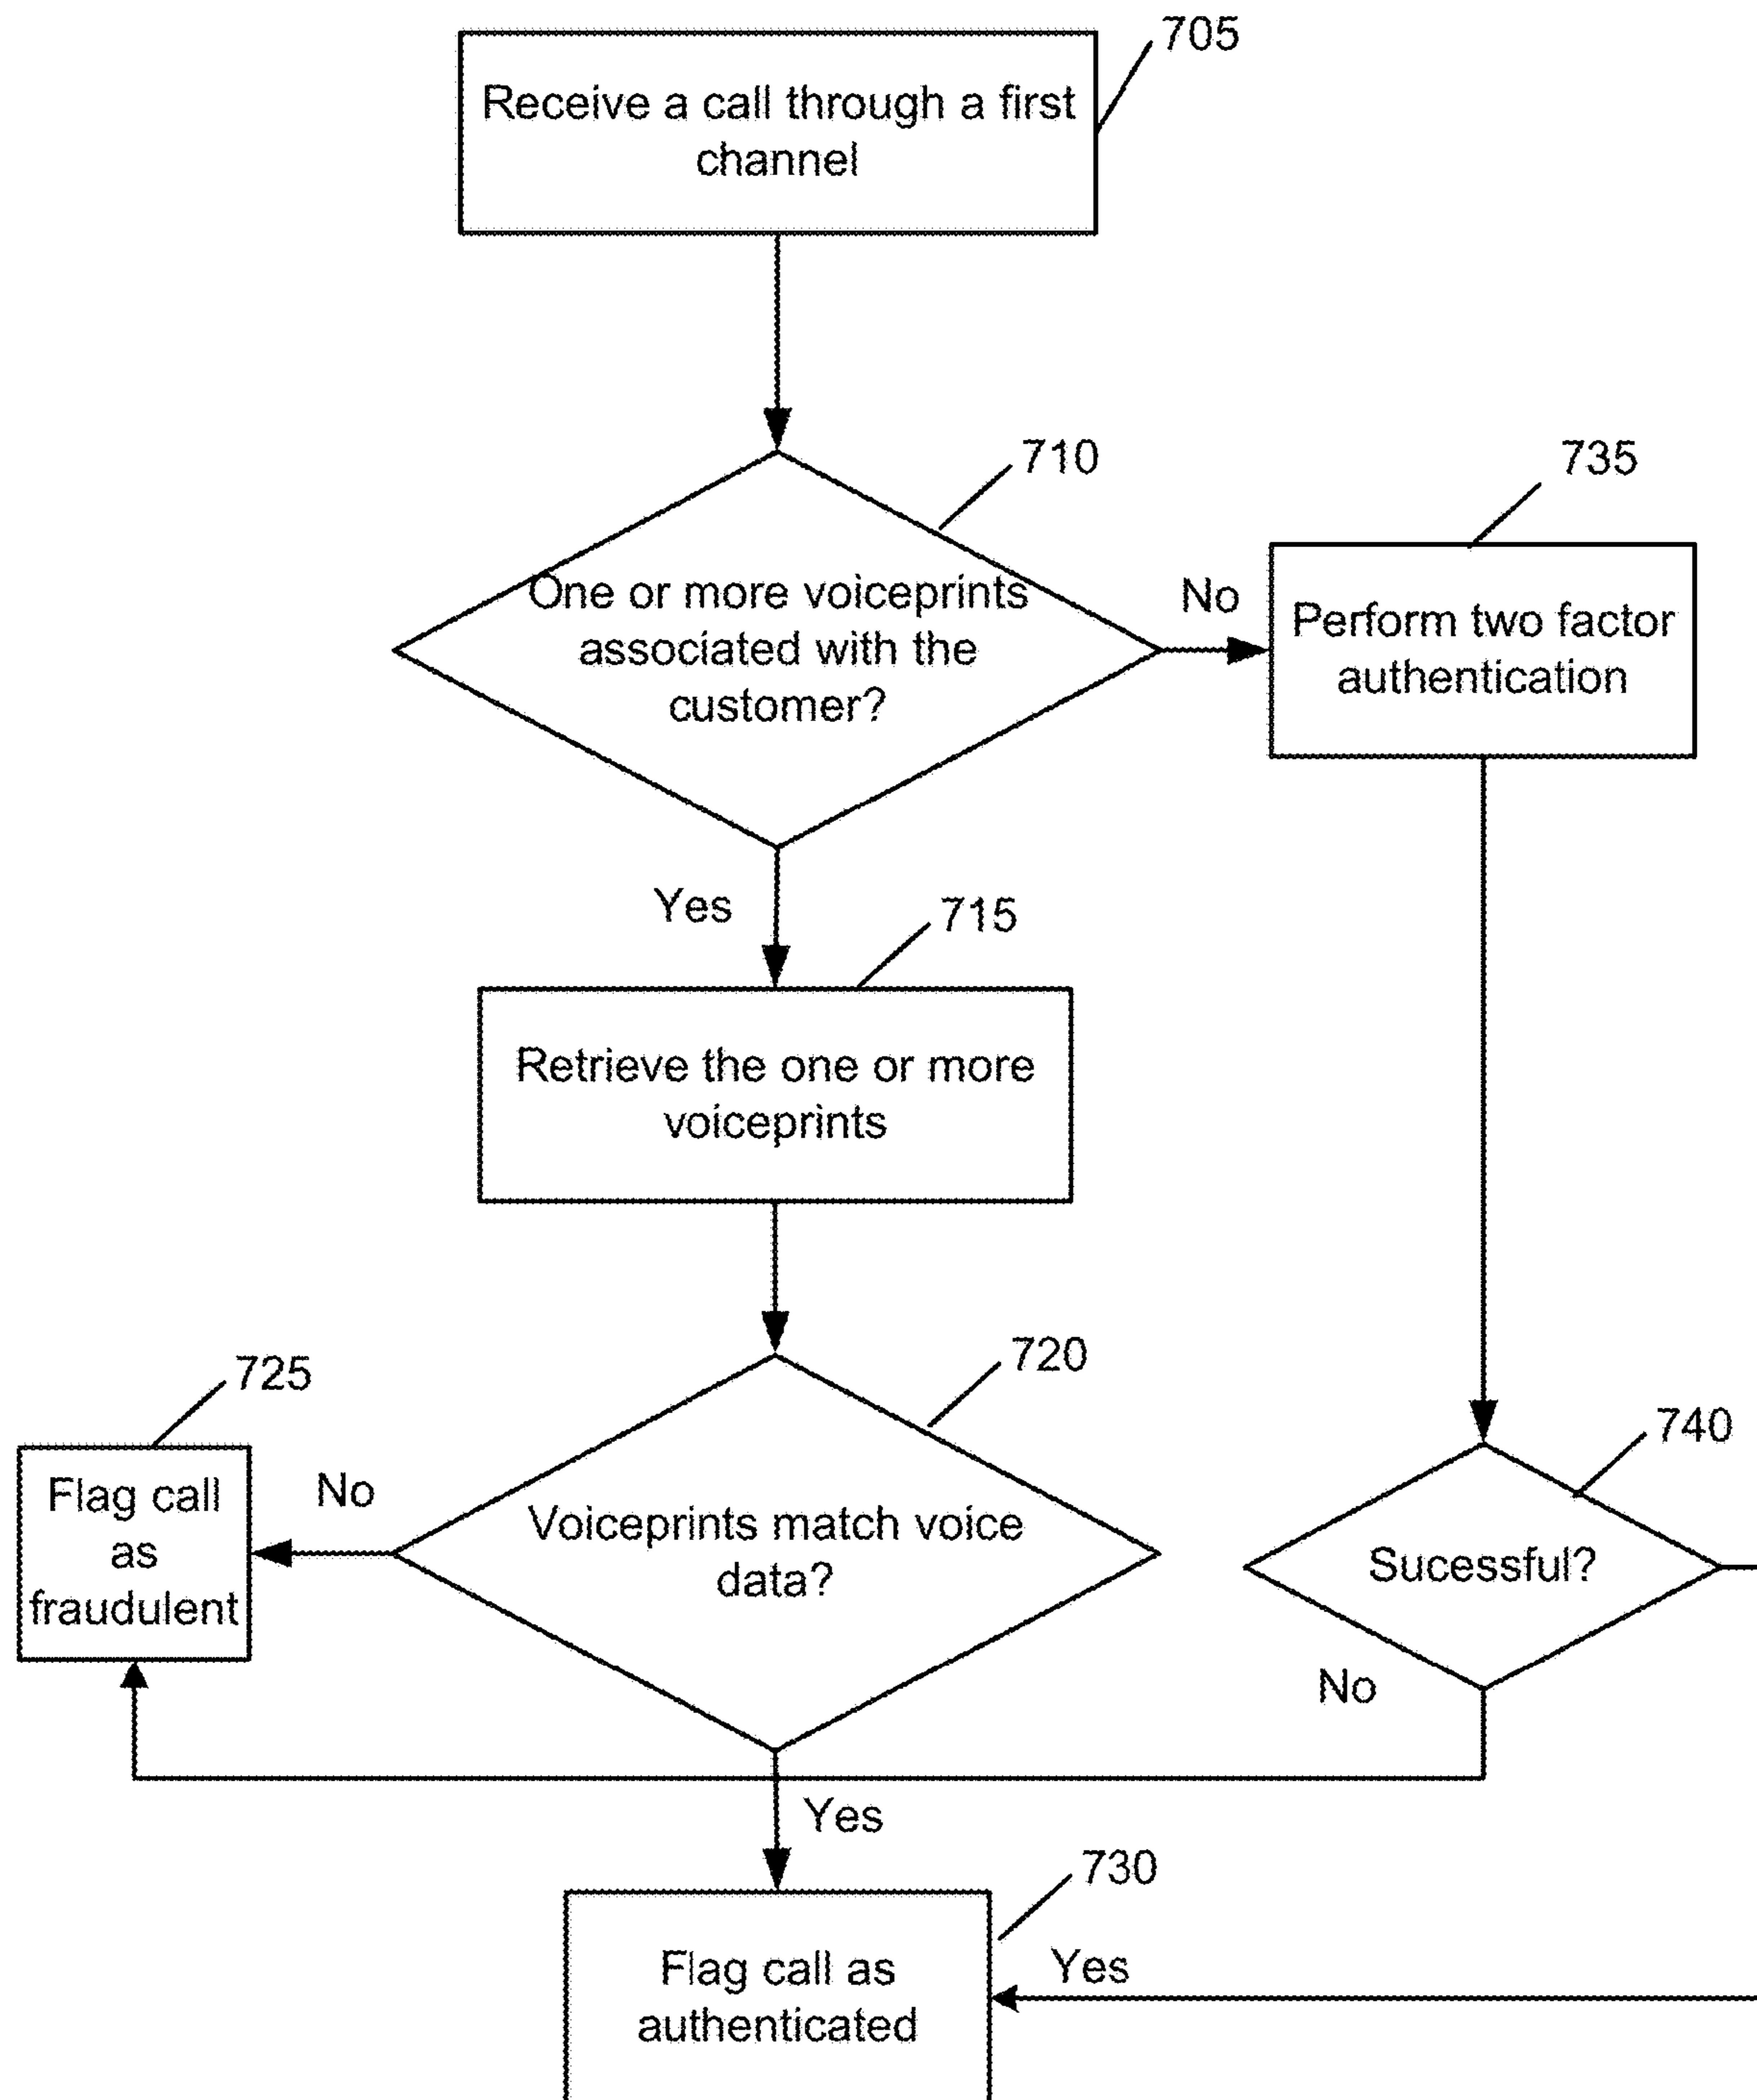 705
Receive a call through a first
channel
710
735
One or more voiceprints
associated with the
customer?
No
Perform two factor
authentication
Yes
715
Retrieve the one or more
voiceprints
720
725
740
Flag call
as
fraudulent
No
Voiceprints match voice
data?
Sucessful?
No
Yes
730
Flag call as
authenticated
Yes